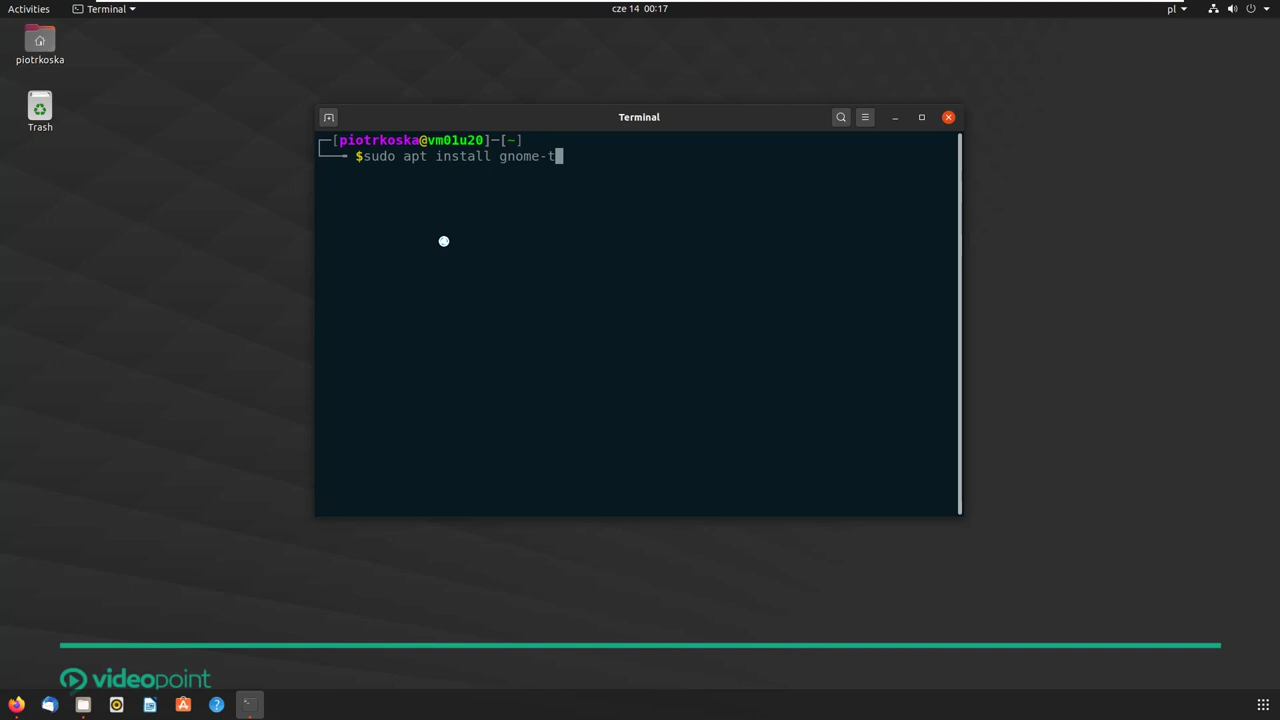 Activities
Terminal
cze 14 00:17
pl
piotrkoska
Trash
Terminal
┌─[piotrkoska@vm01u20]─[~]
└──╼ $sudo apt install gnome-t
videopoint